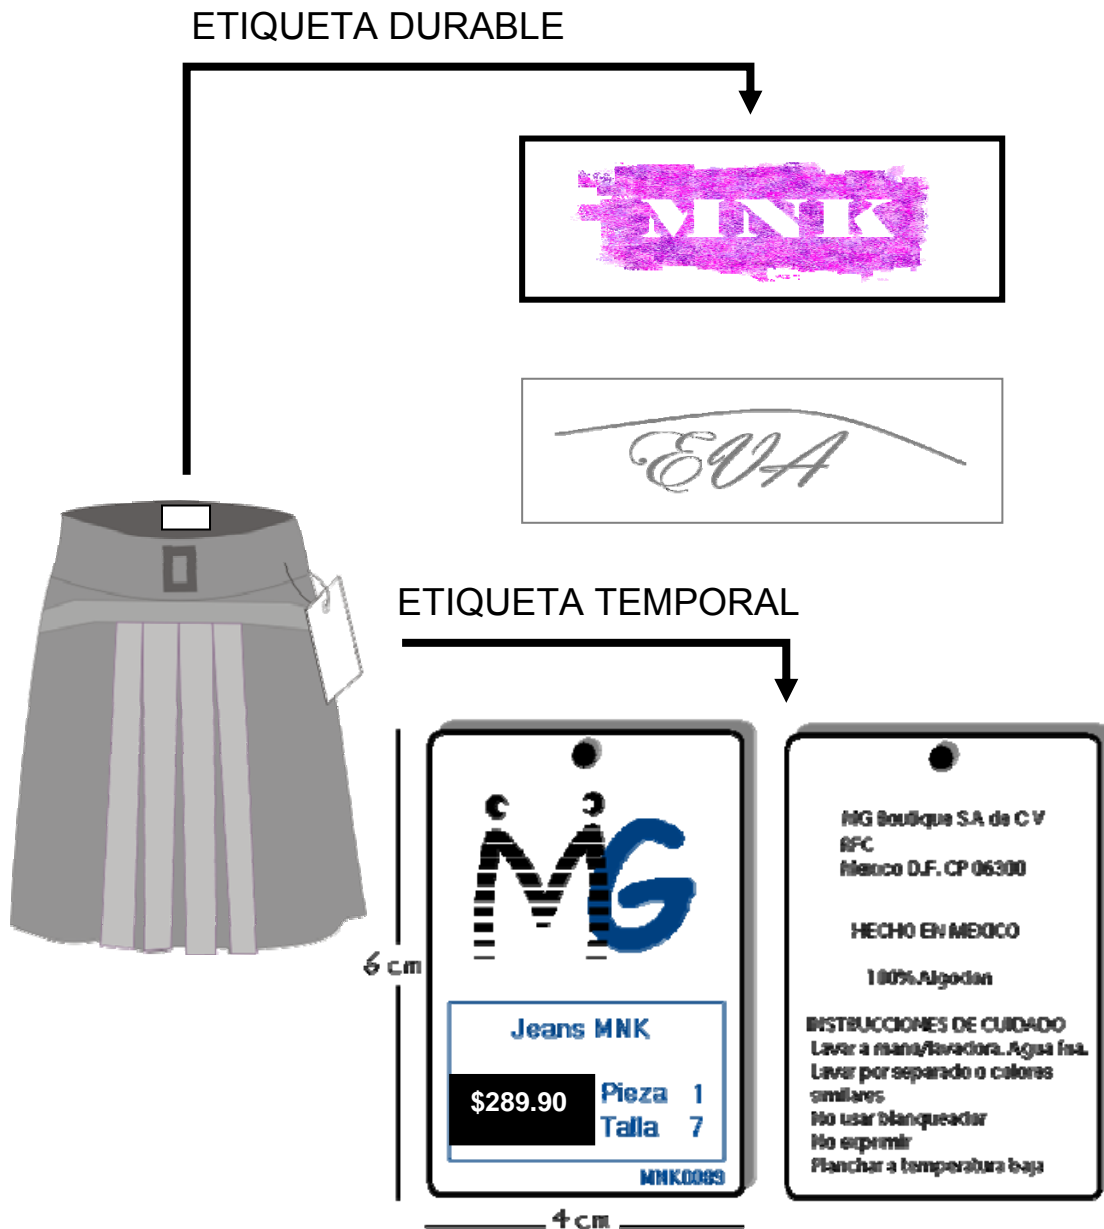 ETIQUETA DURABLE
MNK
EVA
ETIQUETA TEMPORAL
6 cm
MG
Jeans MNK
$289.90
Pieza 1
Talla 7
MNK0089
4 cm
MG Boutique SA de C V
RFC
Mexico D.F. CP 06300
HECHO EN MEXICO
100% Algodon
INSTRUCCIONES DE CUIDADO
Lavar a mano/lavadora. Agua fria.
Lavar por separado o colores
similares
No usar blanqueador
No exprimir
Planchar a temperatura baja